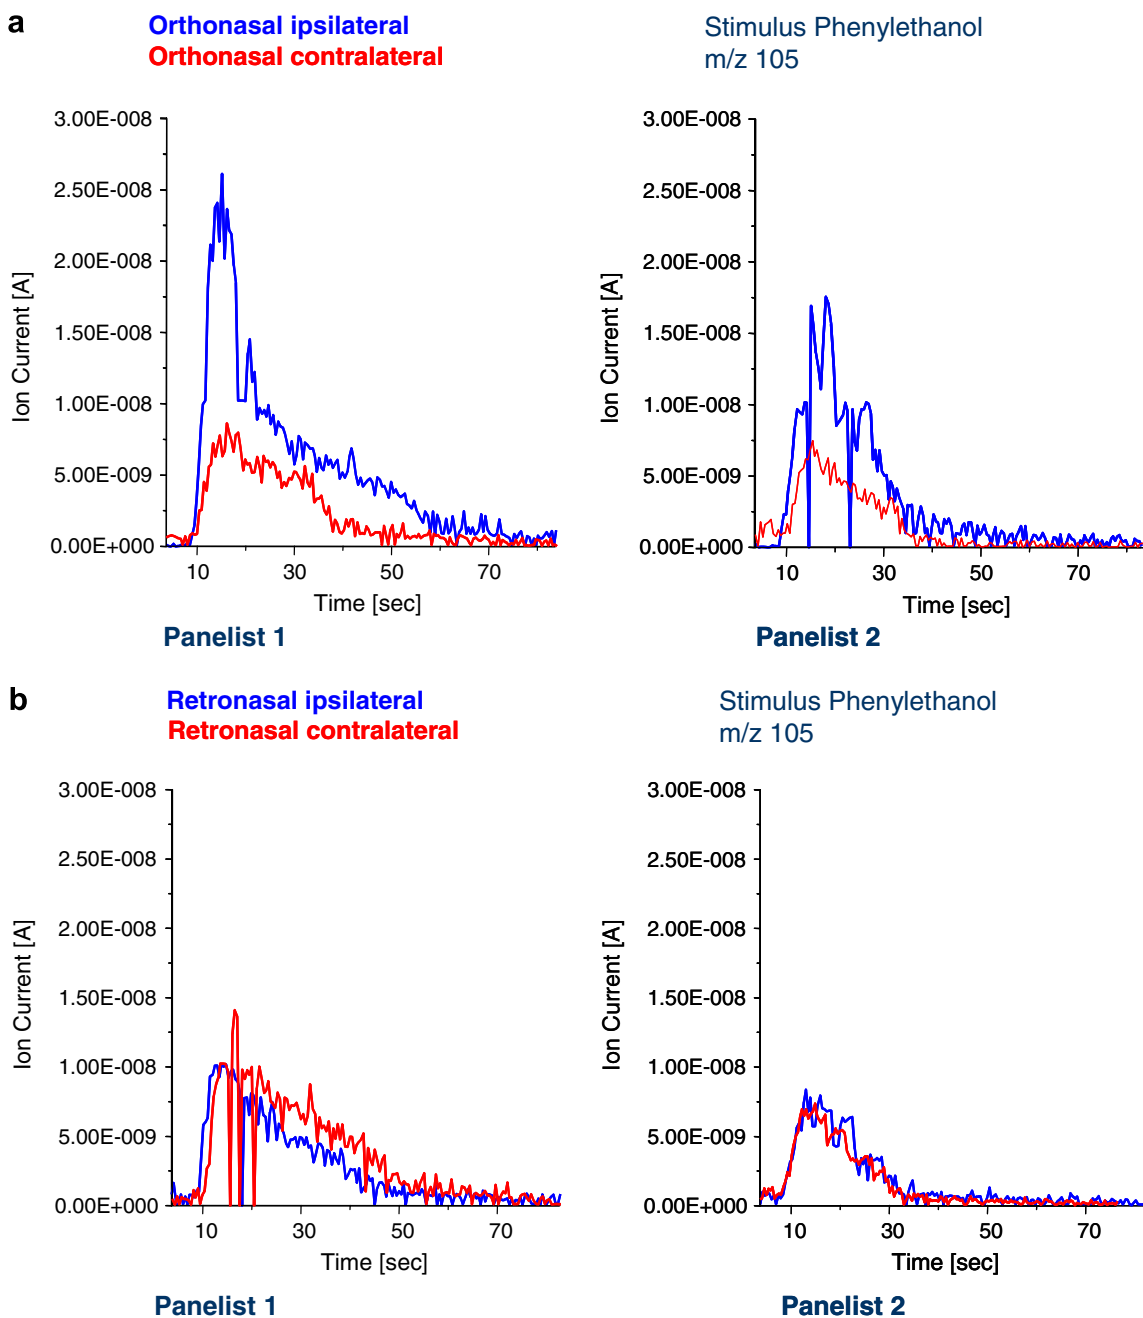 a
Orthonasal ipsilateral
Orthonasal contralateral
Stimulus Phenylethanol
m/z 105
3.00E-008
2.50E-008
2.00E-008
1.50E-008
1.00E-008
5.00E-009
0.00E+000
Ion Current [A]
10 30 50 70
Time [sec]
Panelist 1
3.00E-008
2.50E-008
2.00E-008
1.50E-008
1.00E-008
5.00E-009
0.00E+000
Ion Current [A]
10 30 50 70
Time [sec]
Panelist 2
b
Retronasal ipsilateral
Retronasal contralateral
Stimulus Phenylethanol
m/z 105
3.00E-008
2.50E-008
2.00E-008
1.50E-008
1.00E-008
5.00E-009
0.00E+000
Ion Current [A]
10 30 50 70
Time [sec]
Panelist 1
3.00E-008
2.50E-008
2.00E-008
1.50E-008
1.00E-008
5.00E-009
0.00E+000
Ion Current [A]
10 30 50 70
Time [sec]
Panelist 2